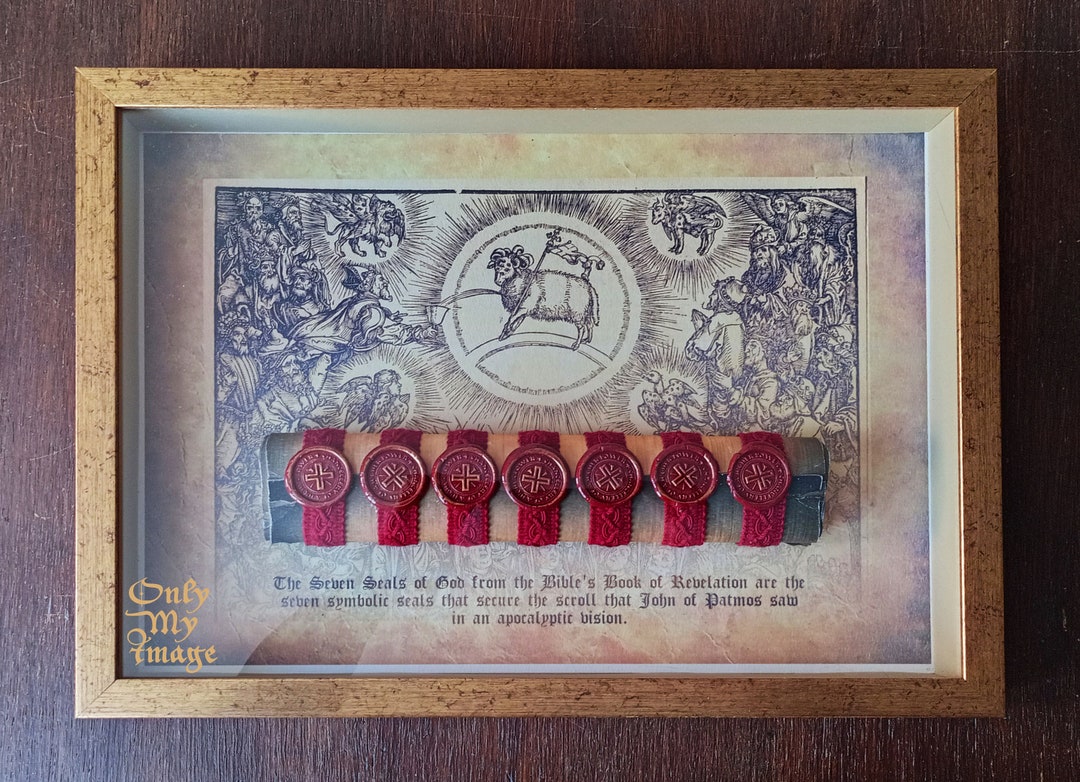 The Seven Seals of God from the Bible's Book of Revelation are the
seven symbolic seals that secure the scroll that John of Patmos saw
in an apocalyptic vision.
Only
My
Image